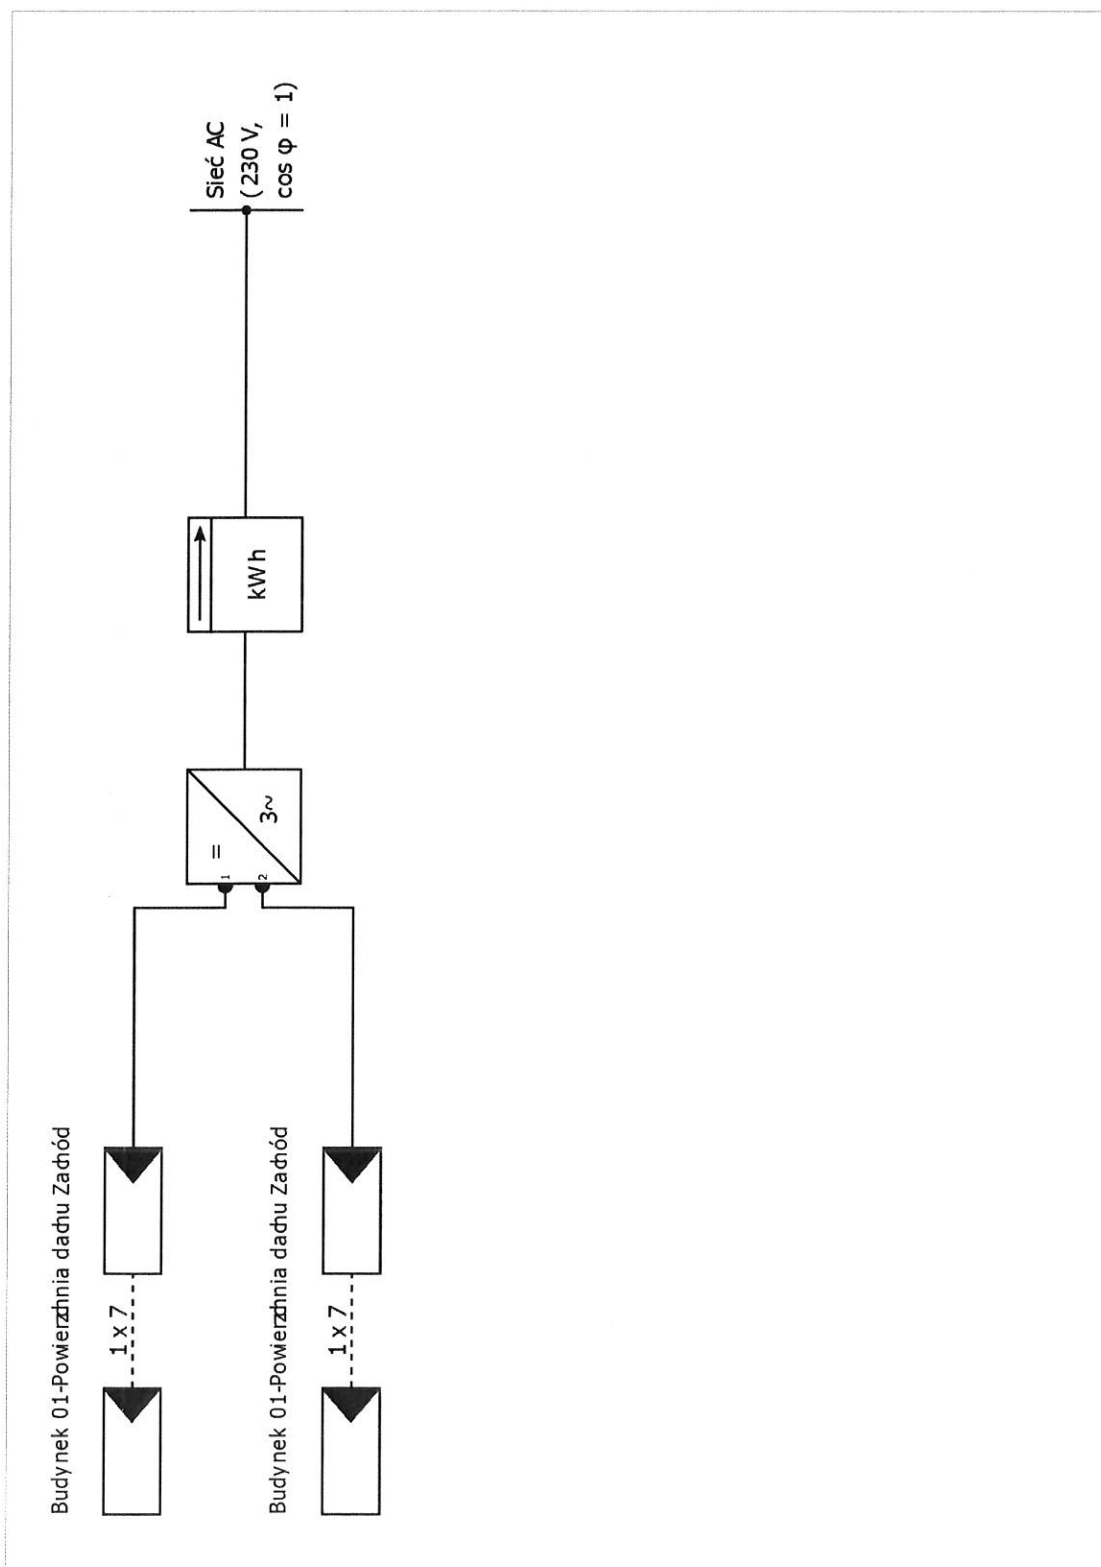 Budynek 01-Powierzchnia dachu Zachód
1 x 7
Budynek 01-Powierzchnia dachu Zachód
1 x 7
1
2
=
3~
kWh
Sieć AC
(230 V,
cos φ = 1)